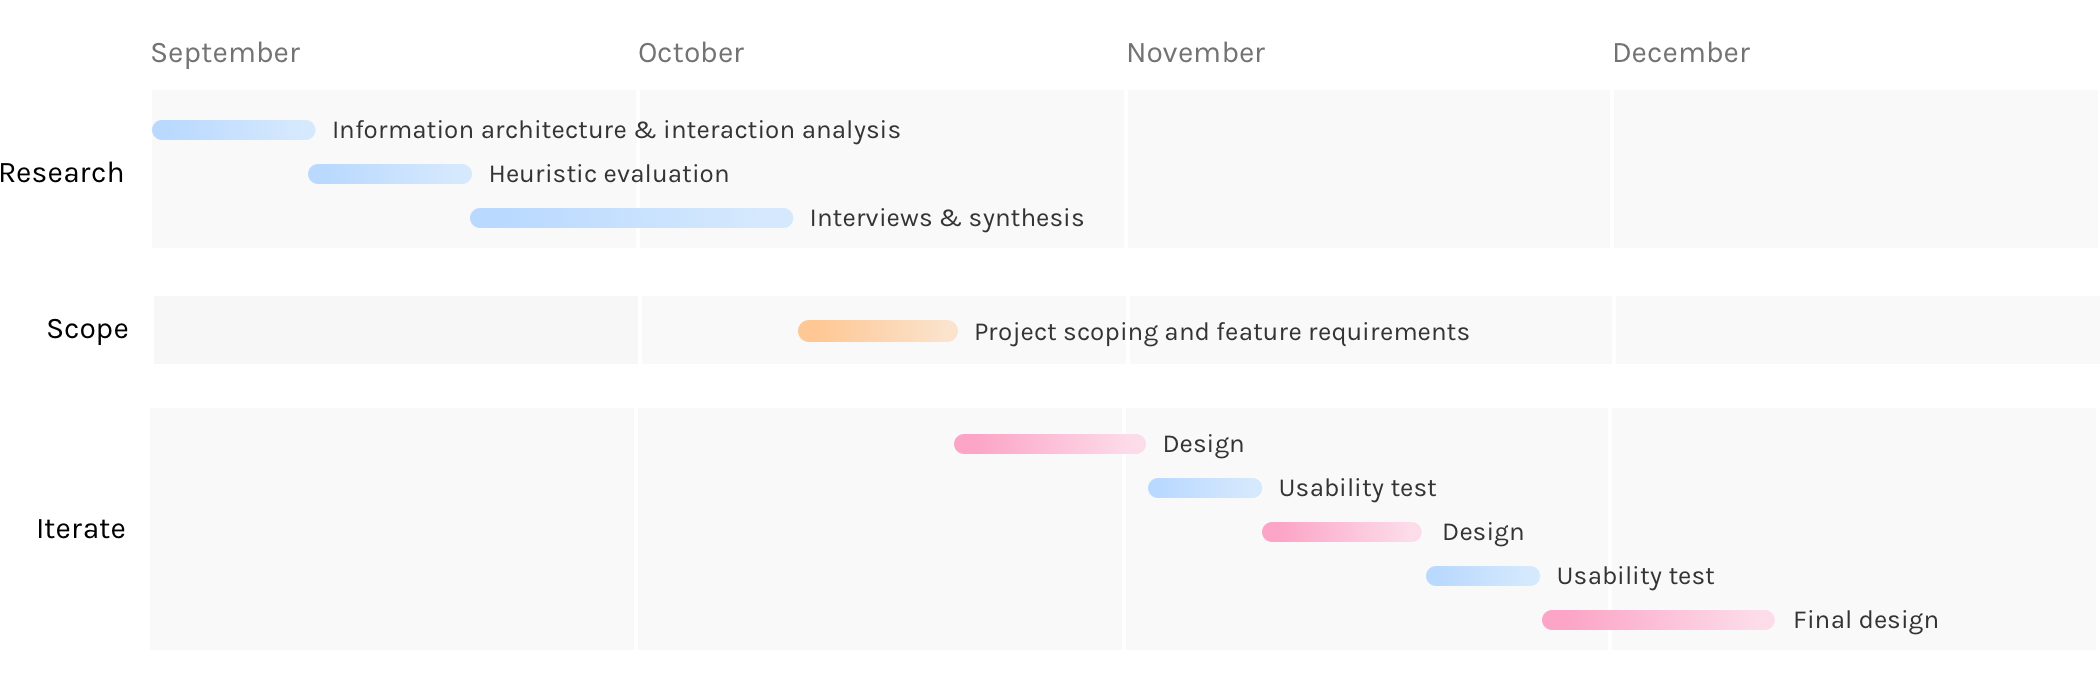 September October November December
Information architecture & interaction analysis
Research
Heuristic evaluation
Interviews & synthesis
Scope
Project scoping and feature requirements
Design
Usability test
Iterate
Design
Usability test
Final design